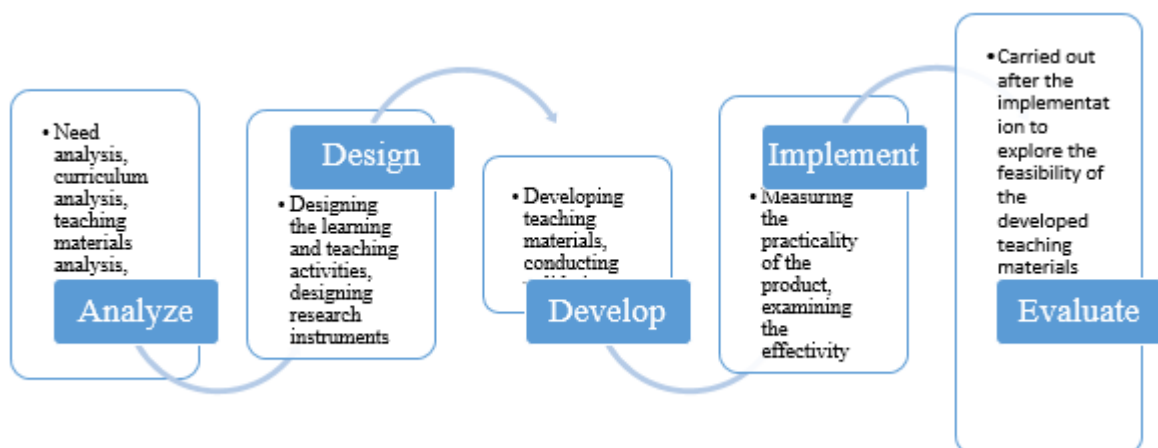 • Need
analysis,
curriculum
analysis,
teaching
materials
analysis,
Analyze
Design
• Designing
the learning
and teaching
activities,
designing
research
instruments
• Developing
teaching
materials,
conducting
Develop
Implement
• Measuring
the
practicality
of the
product,
examining
the
effectivity
• Carried out
after the
implementat
ion to
explore the
feasibility of
the
developed
teaching
materials
Evaluate